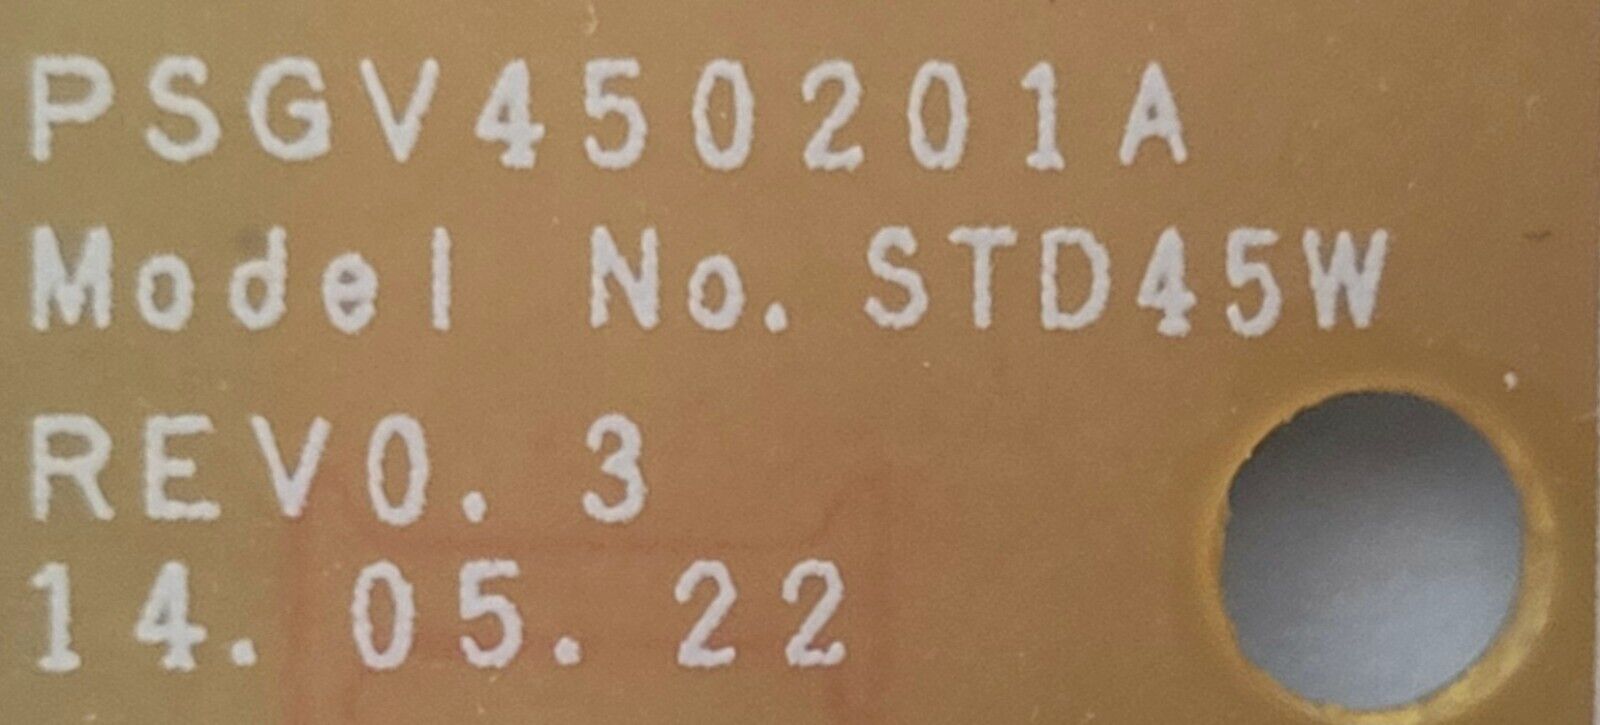 PSGV450201A
Model No.STD45W
REV0.3
14.05.22